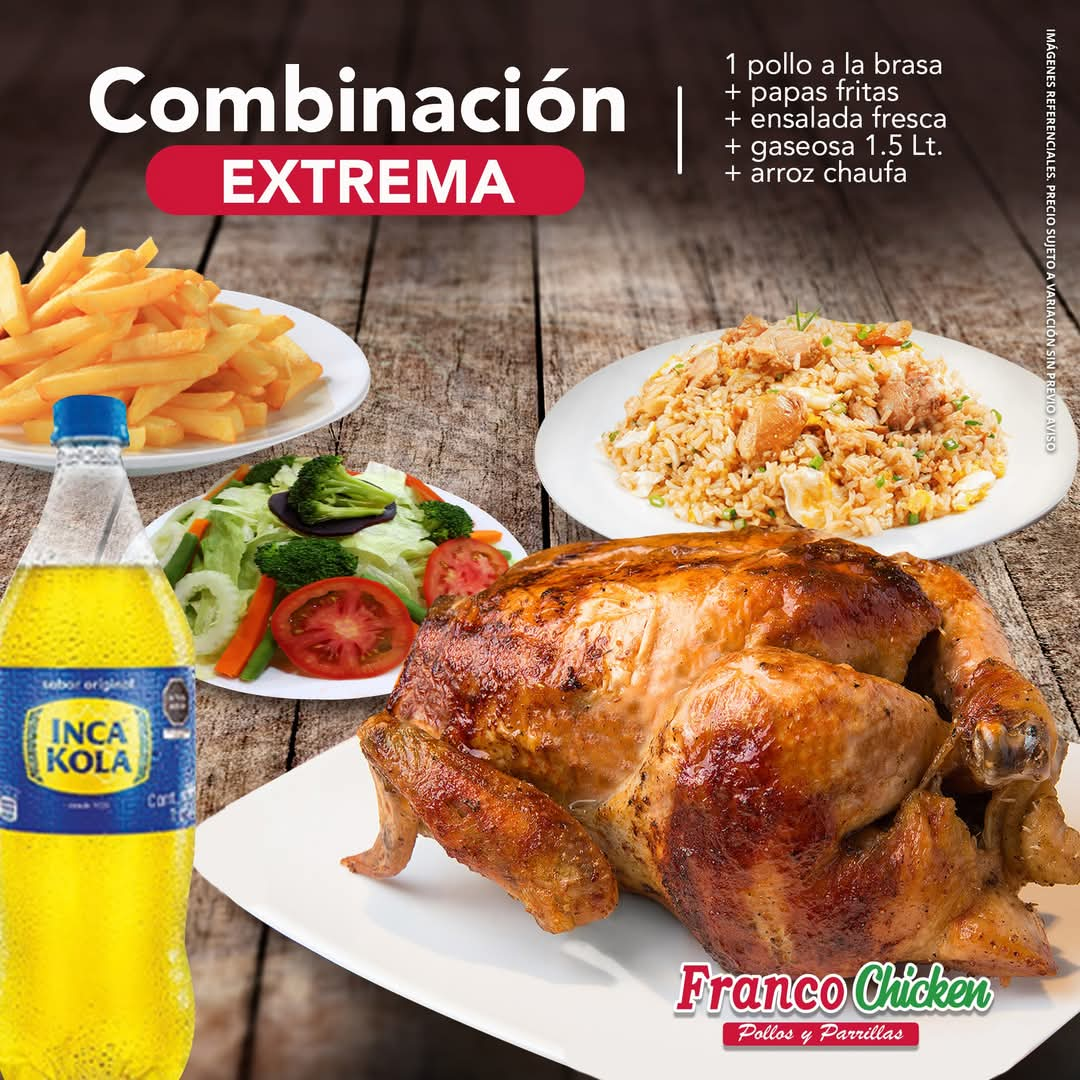 Combinación
EXTREMA
1 pollo a la brasa
+ papas fritas
+ ensalada fresca
+ gaseosa 1.5 Lt.
+ arroz chaufa
IMÁGENES REFERENCIALES. PRECIO SUJETO A VARIACIÓN SIN PREVIO AVISO
sabor original
INCA
KOLA
Franco Chicken
Pollos y Parrillas